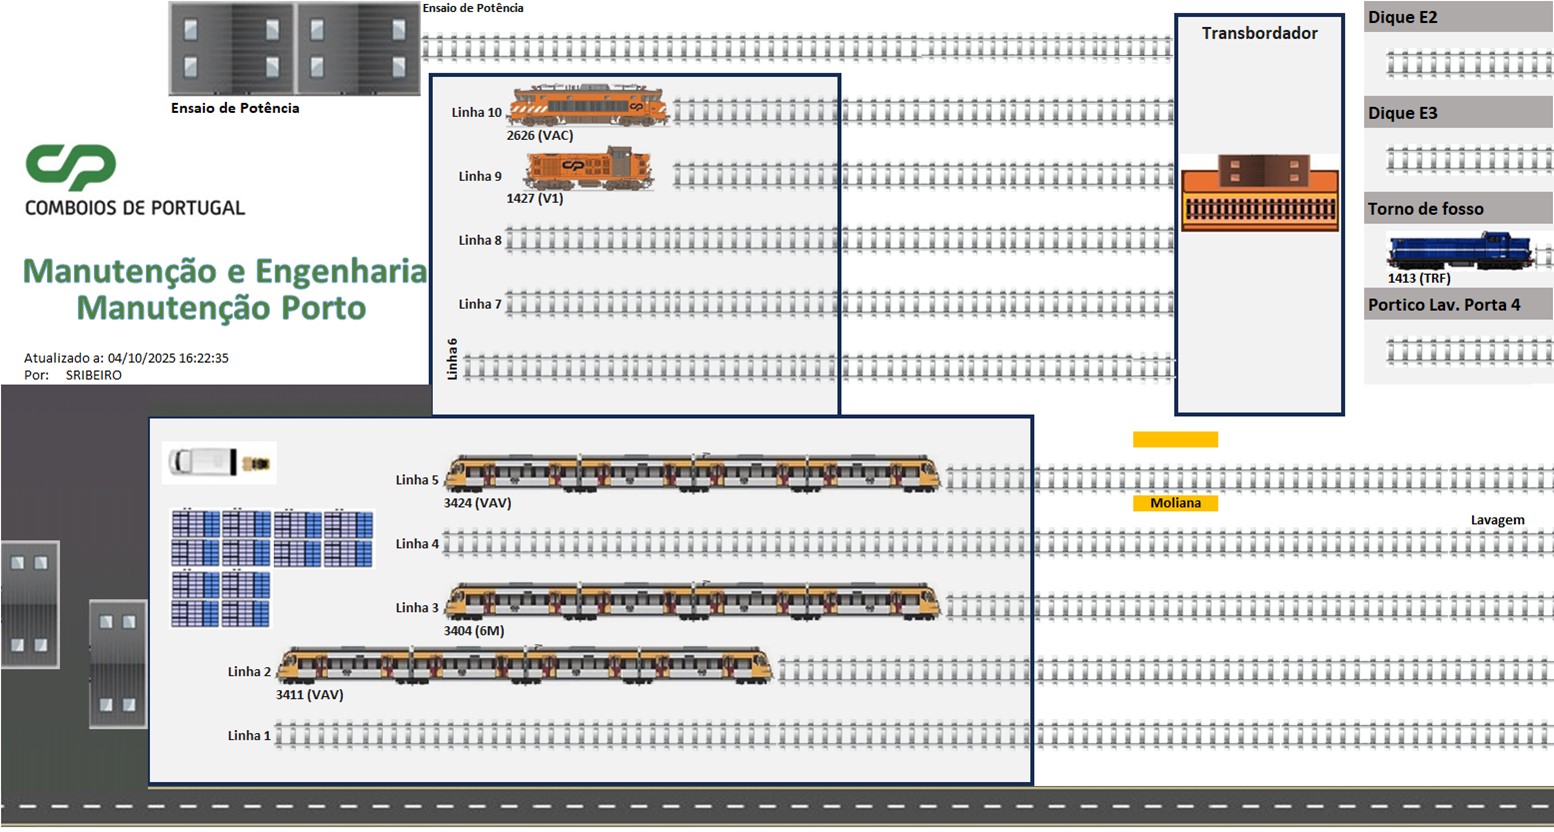 Ensaio de Potência
Transbordador
Dique E2
Ensaio de Potência
Linha 10
2626 (VAC)
Dique E3
CP
COMBOIOS DE PORTUGAL
Linha 9
1427 (V1)
Torno de fosso
1413 (TRF)
Linha 8
Manutenção e Engenharia
Manutenção Porto
Linha 7
Portico Lav. Porta 4
Atualizado a: 04/10/2025 16:22:35
Por: SRIBEIRO
Linha 6
Linha 5
3424 (VAV)
Moliana
Lavagem
Linha 4
Linha 3
3404 (6M)
Linha 2
3411 (VAV)
Linha 1